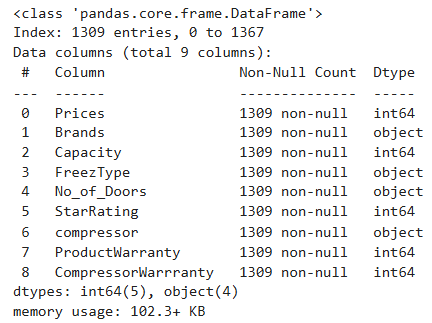 <class 'pandas.core.frame.DataFrame'>
Index: 1309 entries, 0 to 1367
Data columns (total 9 columns):
 #   Column              Non-Null Count  Dtype
---  ------              --------------  -----
 0   Prices              1309 non-null   int64
 1   Brands              1309 non-null   object
 2   Capacity            1309 non-null   int64
 3   FreezType           1309 non-null   object
 4   No_of_Doors         1309 non-null   object
 5   StarRating          1309 non-null   int64
 6   compressor          1309 non-null   object
 7   ProductWarranty     1309 non-null   int64
 8   CompressorWarrranty 1309 non-null   int64
dtypes: int64(5), object(4)
memory usage: 102.3+ KB